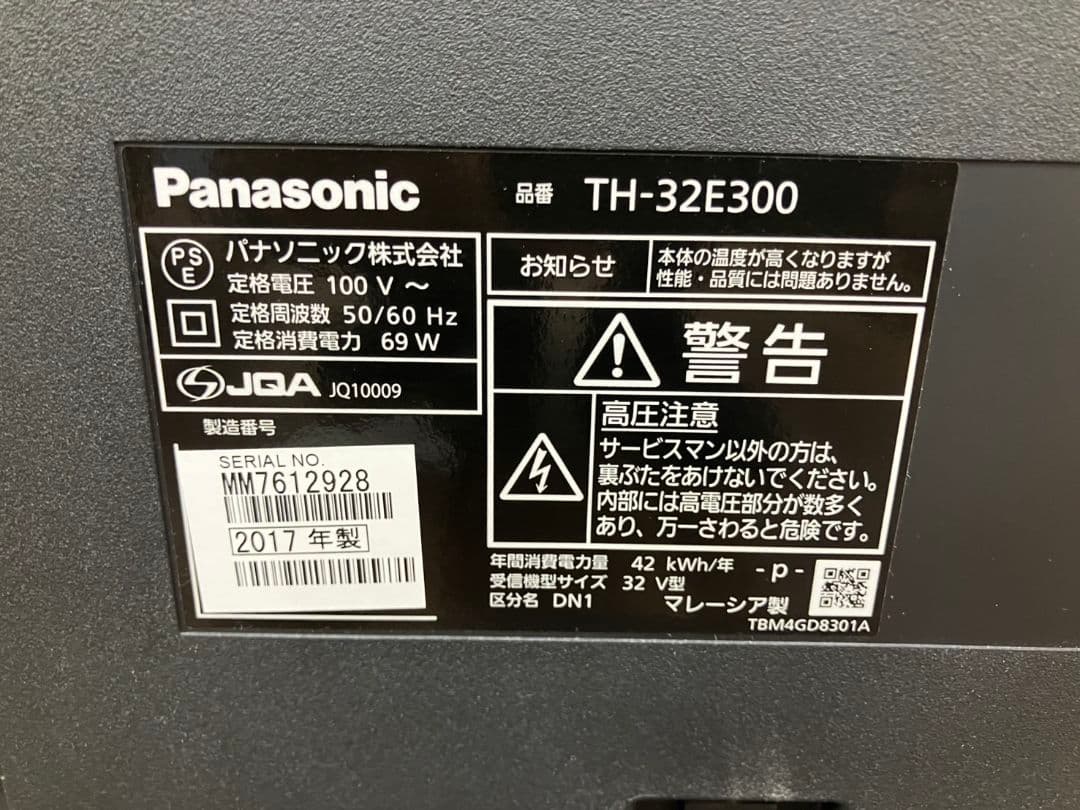 Panasonic
品番 TH-32E300
PS
E
パナソニック株式会社
定格電圧 100 V ~
定格周波数 50/60 Hz
定格消費電力 69 W
JQA JQ10009
製造番号
SERIAL NO.
MM7612928
2017 年製
お知らせ
本体の温度が高くなりますが
性能・品質には問題ありません。
警告
高圧注意
サービスマン以外の方は、
裏ぶたをあけないでください。
内部には高電圧部分が数多く
あり、万一さわると危険です。
年間消費電力量 42 kWh/年
受信機型サイズ 32 V型
区分名 DN1
- p -
マレーシア製
TBM4GD8301A